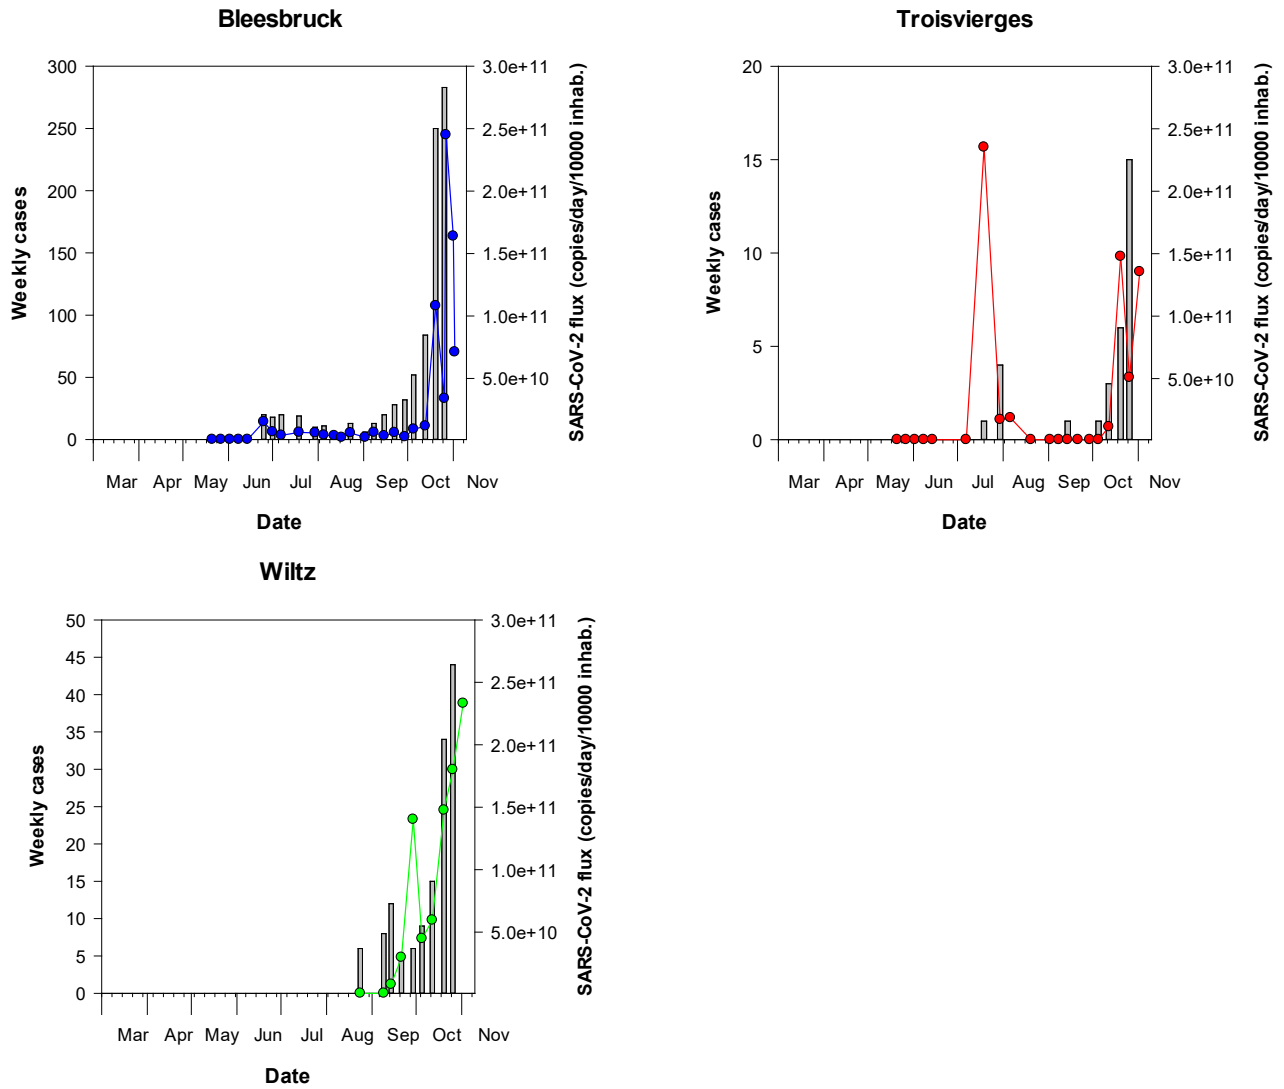 Bleesbruck
300
250
200
150
100
50
0
Weekly cases
3.0e+11
2.5e+11
2.0e+11
1.5e+11
1.0e+11
5.0e+10
SARS-CoV-2 flux (copies/day/10000 inhab.)
Mar Apr May Jun Jul Aug Sep Oct Nov
Date
Troisvierges
20
15
10
5
0
Weekly cases
3.0e+11
2.5e+11
2.0e+11
1.5e+11
1.0e+11
5.0e+10
SARS-CoV-2 flux (copies/day/10000 inhab.)
Mar Apr May Jun Jul Aug Sep Oct Nov
Date
Wiltz
50
45
40
35
30
25
20
15
10
5
0
Weekly cases
3.0e+11
2.5e+11
2.0e+11
1.5e+11
1.0e+11
5.0e+10
SARS-CoV-2 flux (copies/day/10000 inhab.)
Mar Apr May Jun Jul Aug Sep Oct Nov
Date